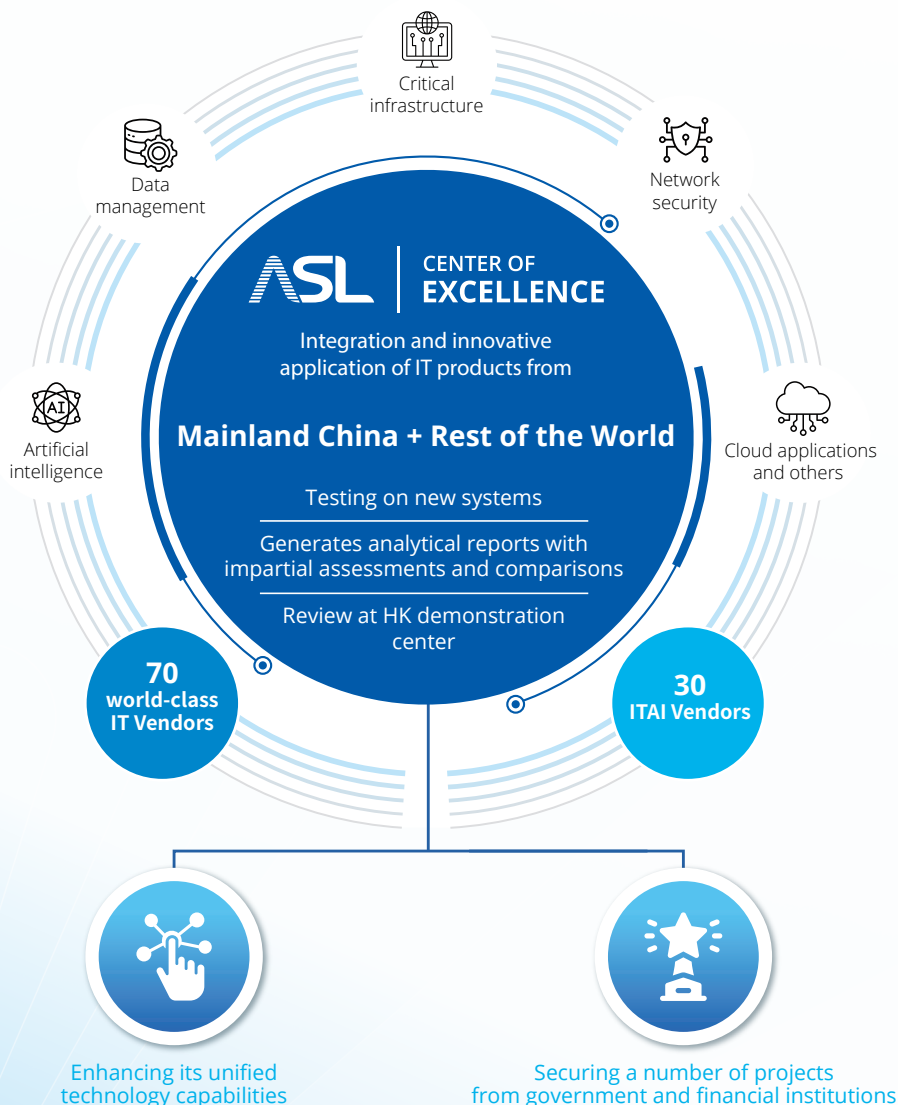 Critical
infrastructure
Data
management
Network
security
ASL
CENTER OF
EXCELLENCE
Integration and innovative
application of IT products from
Mainland China + Rest of the World
AI
Artificial
intelligence
Cloud applications
and others
Testing on new systems
Generates analytical reports with
impartial assessments and comparisons
Review at HK demonstration
center
70
world-class
IT Vendors
30
ITAI Vendors
Enhancing its unified
technology capabilities
Securing a number of projects
from government and financial institutions